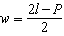 w = (2l - P) / 2